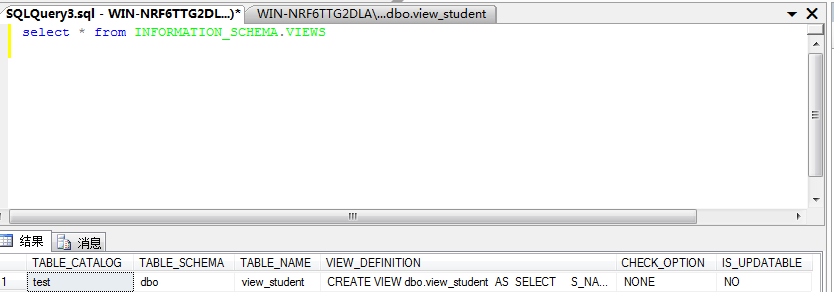 SQLQuery3.sql - WIN-NRF6TTG2DL...)* WIN-NRF6TTG2DLA\...dbo.view_student
select * from INFORMATION_SCHEMA.VIEWS
结果 消息
TABLE_CATALOG TABLE_SCHEMA TABLE_NAME VIEW_DEFINITION CHECK_OPTION IS_UPDATABLE
1 test dbo view_student CREATE VIEW dbo.view_student AS SELECT S_NA... NONE NO